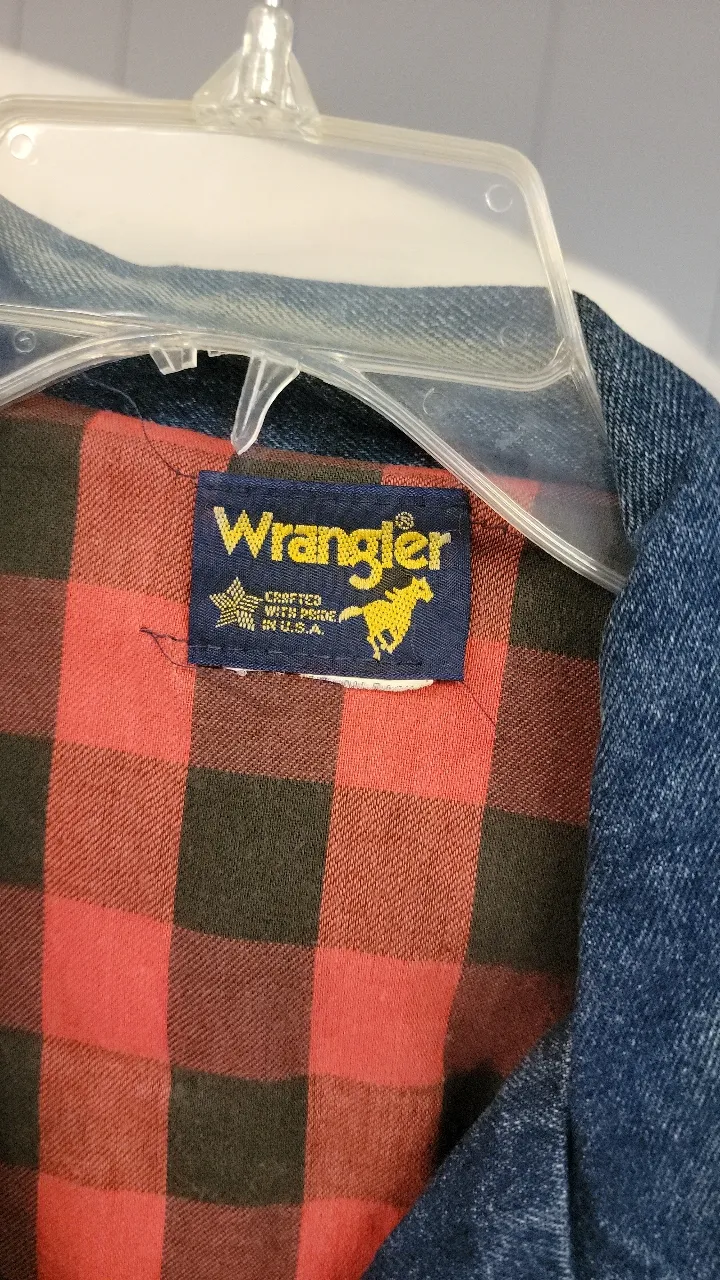 Wrangler®
CRAFTED
WITH PRIDE
IN U.S.A.